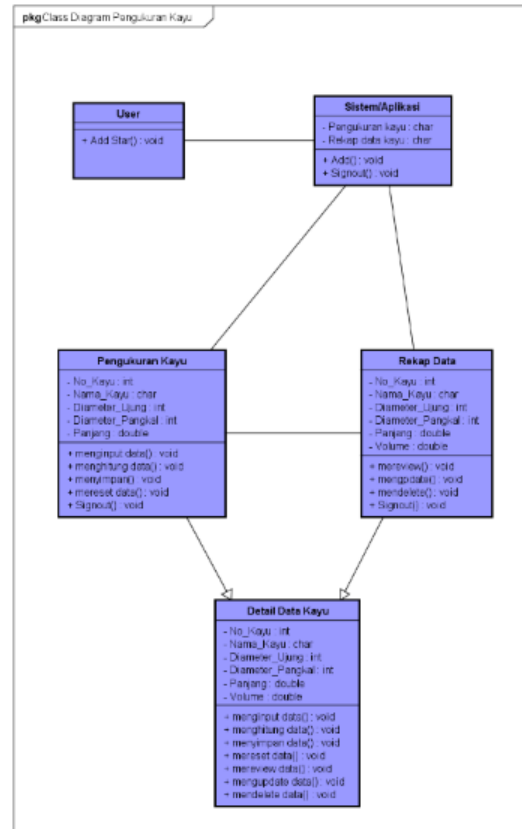 pkg Class Diagram Pengukuran Kayu
User
+ Add Start() : void
Sistem/Aplikasi
- Pengukuran kayu : char
- Rekap data kayu : char
+ Add() : void
+ Signout() : void
Pengukuran Kayu
- No_Kayu : int
- Nama_Kayu : char
- Diameter_Ujung : int
- Diameter_Pangkal : int
- Panjang : double
+ menginput data() : void
+ menghitung data() : void
+ menyimpan() : void
+ mereset data() : void
+ Signout() : void
Rekap Data
- No_Kayu : int
- Nama_Kayu : char
- Diameter_Ujung : int
- Diameter_Pangkal : int
- Panjang : double
- Volume : double
+ mereview() : void
+ mengpdate() : void
+ mendelete() : void
+ Signout() : void
Detail Data Kayu
- No_Kayu : int
- Nama_Kayu : char
- Diameter_Ujung : int
- Diameter_Pangkal : int
- Panjang : double
- Volume : double
+ menginput data() : void
+ menghitung data() : void
+ menyimpan data() : void
+ mereset data() : void
+ mereview data() : void
+ mengupdate data() : void
+ mendelete data() : void